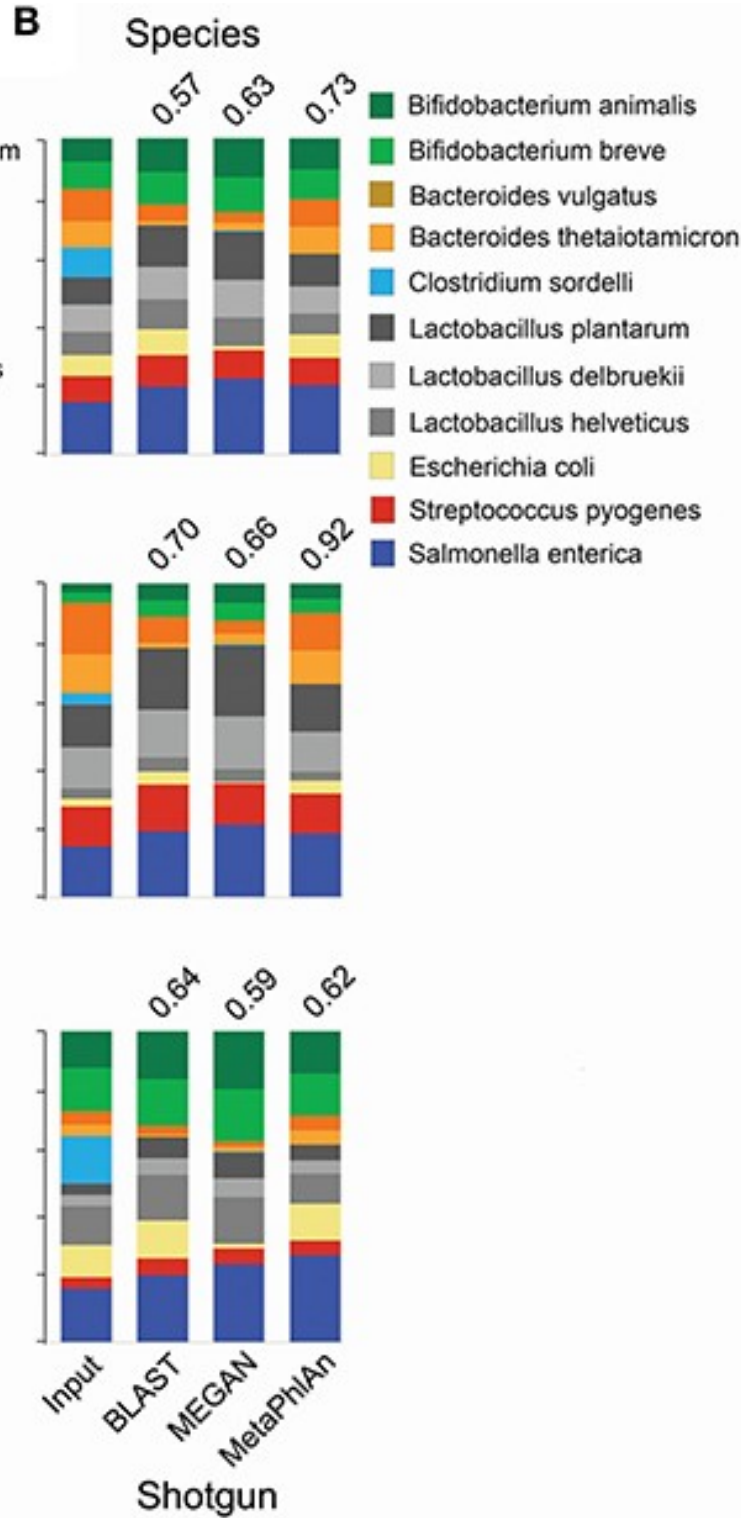 B
Species
0.57
0.63
0.73
m
s
Bifidobacterium animalis
Bifidobacterium breve
Bacteroides vulgatus
Bacteroides thetaiotamicron
Clostridium sordelli
Lactobacillus plantarum
Lactobacillus delbruekii
Lactobacillus helveticus
Escherichia coli
Streptococcus pyogenes
Salmonella enterica
0.70
0.66
0.92
0.64
0.59
0.62
Input
BLAST
MEGAN
MetaPhlAn
Shotgun